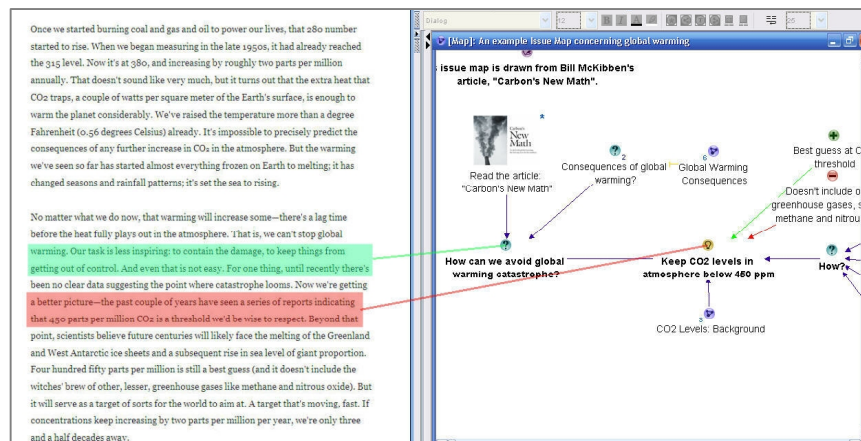 Once we started burning coal and gas and oil to power our lives, that 280 number
started to rise. When we began measuring in the late 1950s, it had already reached
the 315 level. Now it's at 380, and increasing by roughly two parts per million
annually. That doesn't sound like very much, but it turns out that the extra heat that
CO2 traps, a couple of watts per square meter of the Earth's surface, is enough to
warm the planet considerably. We've raised the temperature more than a degree
Fahrenheit (0.56 degrees Celsius) already. It's impossible to precisely predict the
consequences of any further increase in CO₂ in the atmosphere. But the warming
we've seen so far has started almost everything frozen on Earth to melting; it has
changed seasons and rainfall patterns; it's set the sea to rising.
No matter what we do now, that warming will increase some—there's a lag time
before the heat fully plays out in the atmosphere. That is, we can't stop global
warming. Our task is less inspiring: to contain the damage, to keep things from
getting out of control. And even that is not easy. For one thing, until recently there's
been no clear data suggesting the point where catastrophe looms. Now we're getting
a better picture—the past couple of years have seen a series of reports indicating
that 450 parts per million CO2 is a threshold we'd be wise to respect. Beyond that
point, scientists believe future centuries will likely face the melting of the Greenland
and West Antarctic ice sheets and a subsequent rise in sea level of giant proportion.
Four hundred fifty parts per million is still a best guess (and it doesn't include the
witches' brew of other, lesser, greenhouse gases like methane and nitrous oxide). But
it will serve as a target of sorts for the world to aim at. A target that's moving, fast. If
concentrations keep increasing by two parts per million per year, we're only three
and a half decades away.
Dialog
12
B I A
25
[Map]: An example Issue Map concerning global warming
s issue map is drawn from Bill McKibben's
article, "Carbon's New Math".
Carbon's
New
Math
*
Read the article:
"Carbon's New Math"
2
Consequences of global
warming?
6
Global Warming
Consequences
Best guess at C
threshold
Doesn't include o
greenhouse gases, s
methane and nitrou
How can we avoid global
warming catastrophe?
Keep CO2 levels in
atmosphere below 450 ppm
How?
8
CO2 Levels: Background